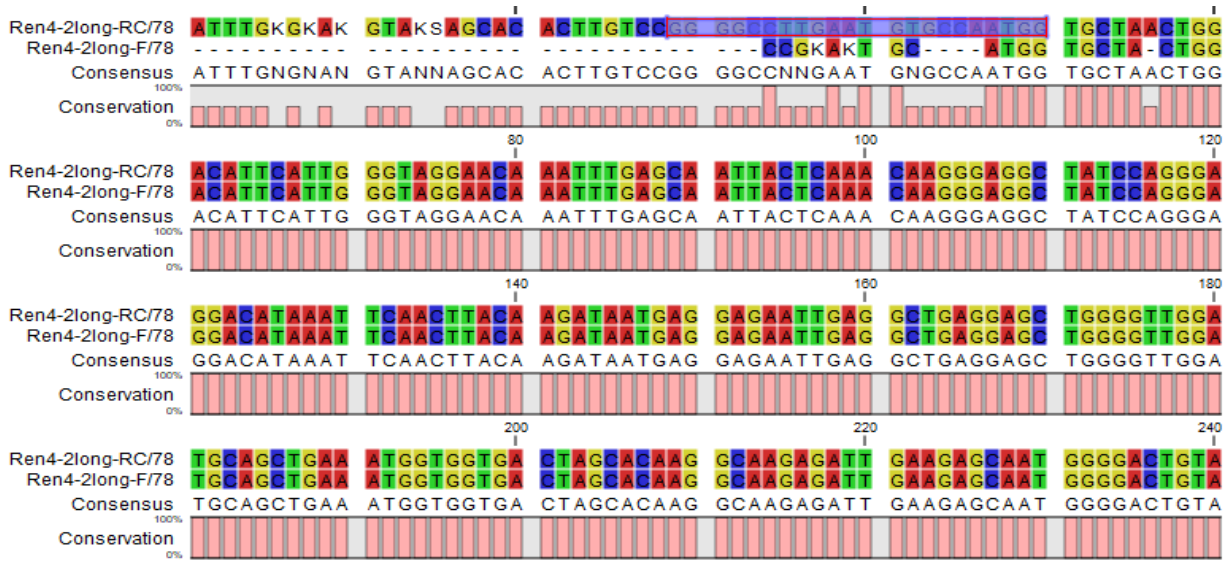 Ren4-2long-RC/78 ATTTGKGKAK GTAKSAGCAC ACTTGTCCGG GGCCTTGAAT GTGCCAATGG TGCTAACTGG
Ren4-2long-F/78 ---------- ---------- ---------- ---CCGKAKT GC----ATGG TGCTA-CTGG
Consensus ATTTGNGNAN GTANNAGCAC ACTTGTCCGG GGCCNNGAAT GNGCCAATGG TGCTAACTGG
100%
Conservation
0%
80 100 120
Ren4-2long-RC/78 ACATTCATTG GGTAGGAACA AATTTGAGCA ATTACTCAAA CAAGGGAGGC TATCCAGGGA
Ren4-2long-F/78 ACATTCATTG GGTAGGAACA AATTTGAGCA ATTACTCAAA CAAGGGAGGC TATCCAGGGA
Consensus ACATTCATTG GGTAGGAACA AATTTGAGCA ATTACTCAAA CAAGGGAGGC TATCCAGGGA
100%
Conservation
0%
140 160 180
Ren4-2long-RC/78 GGACATAAAT TCAACTTACA AGATAATGAG GAGAATTGAG GCTGAGGAGC TGGGGTTGGA
Ren4-2long-F/78 GGACATAAAT TCAACTTACA AGATAATGAG GAGAATTGAG GCTGAGGAGC TGGGGTTGGA
Consensus GGACATAAAT TCAACTTACA AGATAATGAG GAGAATTGAG GCTGAGGAGC TGGGGTTGGA
100%
Conservation
0%
200 220 240
Ren4-2long-RC/78 TGCAGCTGAA ATGGTGGTGA CTAGCACAAG GCAAGAGATT GAAGAGCAAT GGGGACTGTA
Ren4-2long-F/78 TGCAGCTGAA ATGGTGGTGA CTAGCACAAG GCAAGAGATT GAAGAGCAAT GGGGACTGTA
Consensus TGCAGCTGAA ATGGTGGTGA CTAGCACAAG GCAAGAGATT GAAGAGCAAT GGGGACTGTA
100%
Conservation
0%